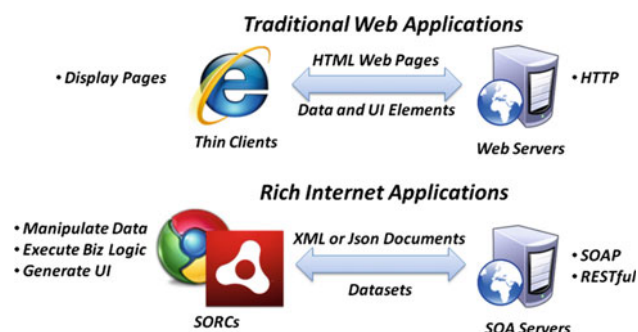 Traditional Web Applications
• Display Pages
HTML Web Pages
Data and UI Elements
• HTTP
Thin Clients
Web Servers
Rich Internet Applications
• Manipulate Data
• Execute Biz Logic
• Generate UI
XML or Json Documents
Datasets
• SOAP
• RESTful
SORCs
SOA Servers